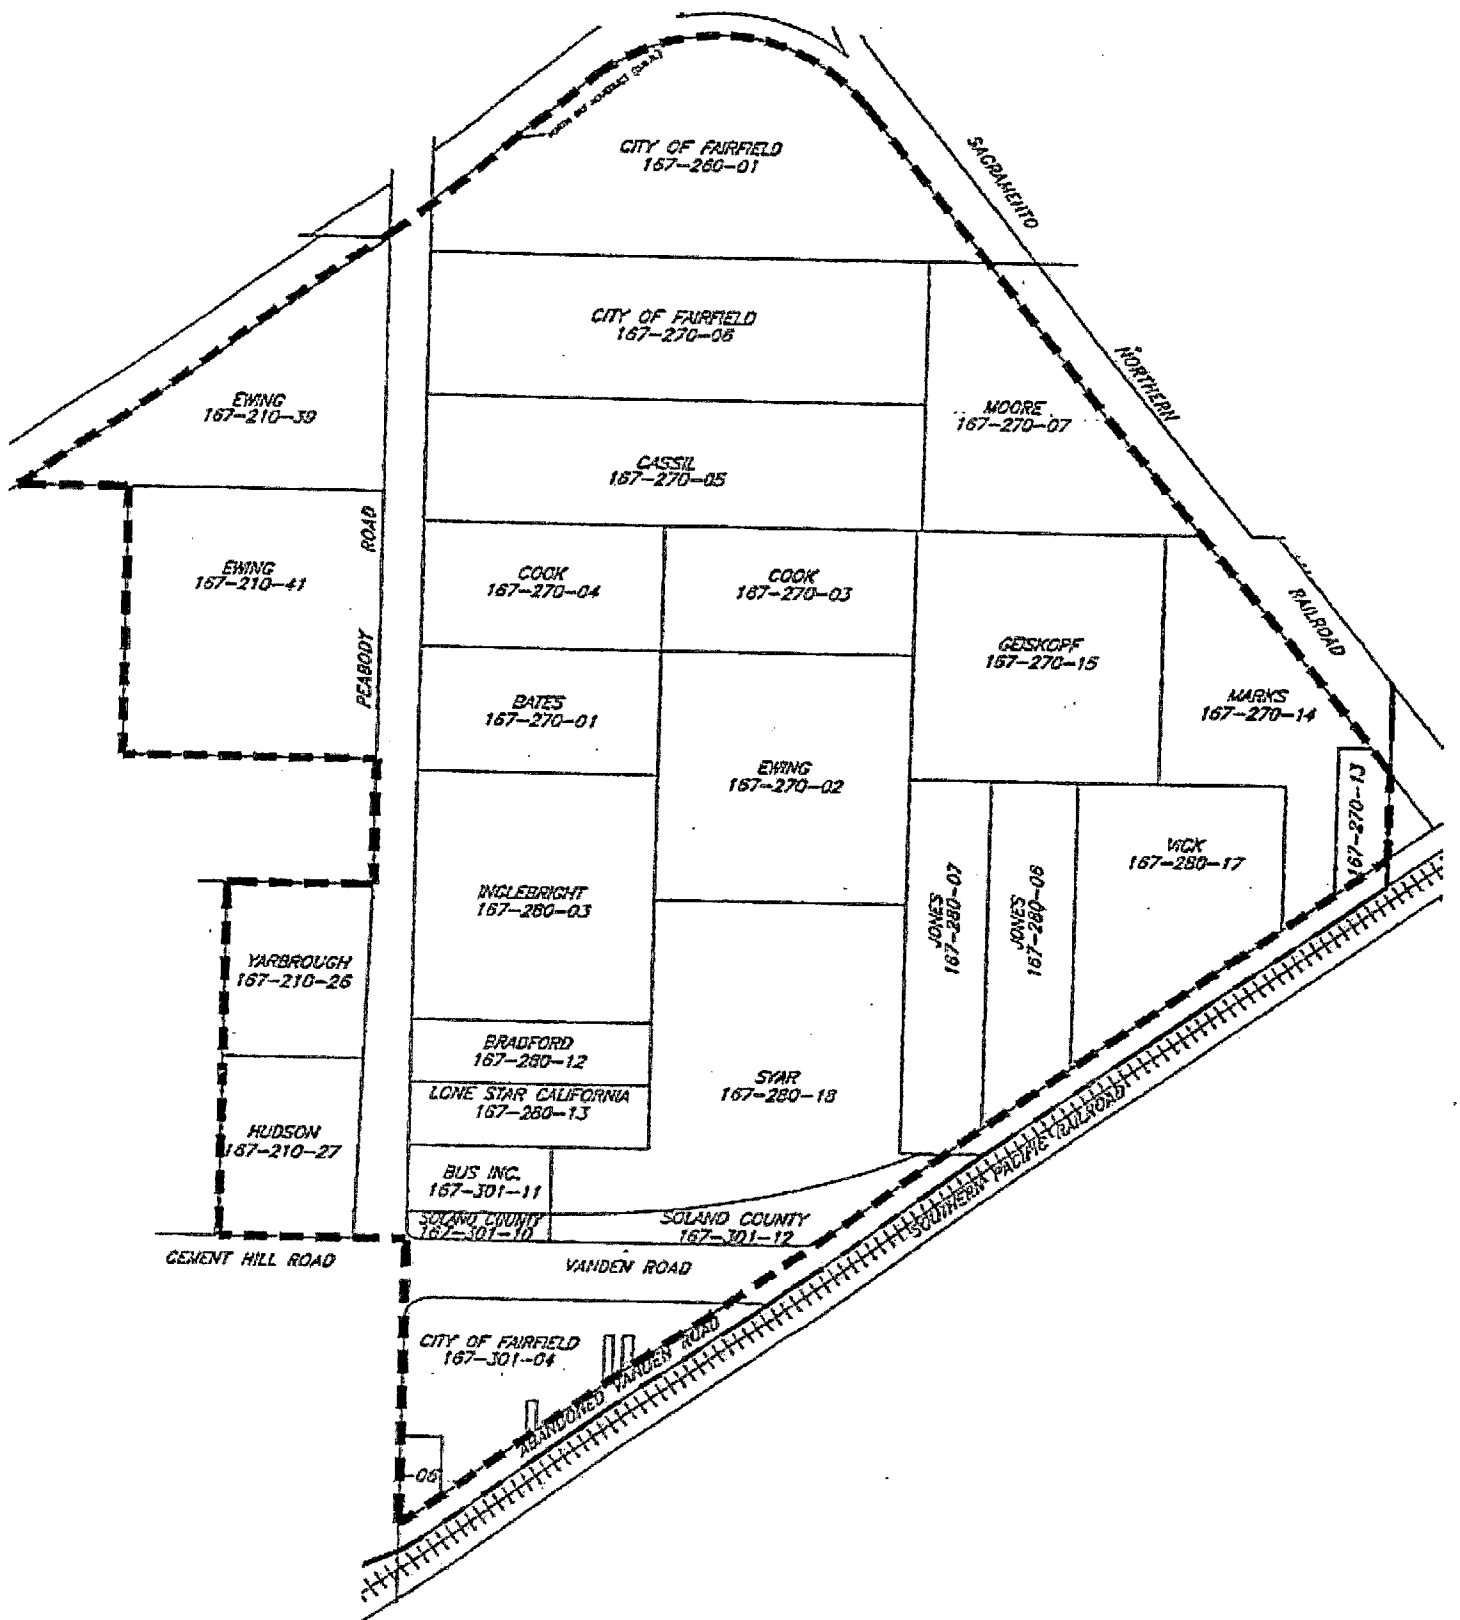 NORTH BAY AQUEDUCT
CITY OF FAIRFIELD
167-260-01
SACRAMENTO
NORTHERN
RAILROAD
CITY OF FAIRFIELD
167-270-06
EWING
167-210-39
MOORE
167-270-07
CASSIL
167-270-05
ROAD
PEABODY
EWING
167-210-41
COOK
167-270-04
COOK
167-270-03
GEISKOPF
167-270-15
MARKS
167-270-14
BATES
167-270-01
EWING
167-270-02
167-270-13
VICK
167-280-17
INGLEBRIGHT
167-280-03
JONES
167-280-07
JONES
167-280-06
YARBROUGH
167-210-26
BRADFORD
167-280-12
SYAR
167-280-18
LONE STAR CALIFORNIA
167-280-13
HUDSON
167-210-27
BUS INC.
167-301-11
SOLANO COUNTY
167-301-10
SOLANO COUNTY
167-301-12
SOUTHERN PACIFIC RAILROAD
CEMENT HILL ROAD
VANDEN ROAD
CITY OF FAIRFIELD
167-301-04
ABANDONED VANDEN ROAD
-06